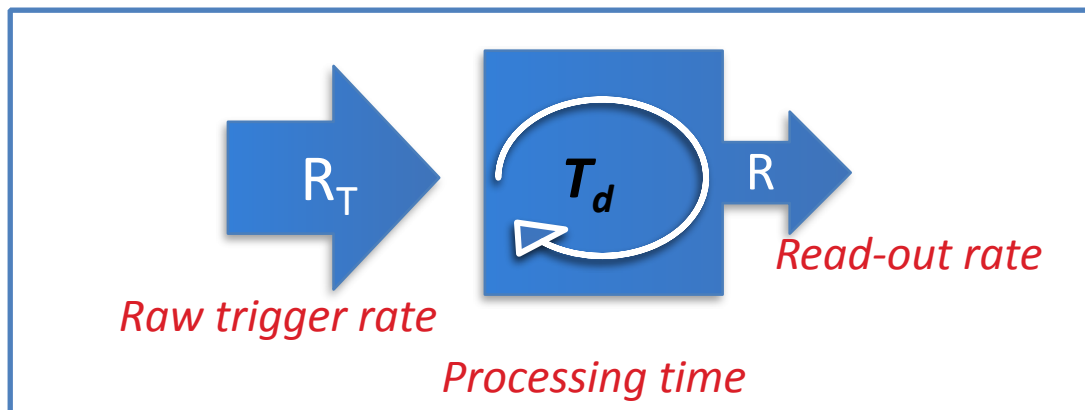 R_T
T_d
R
Read-out rate
Raw trigger rate
Processing time